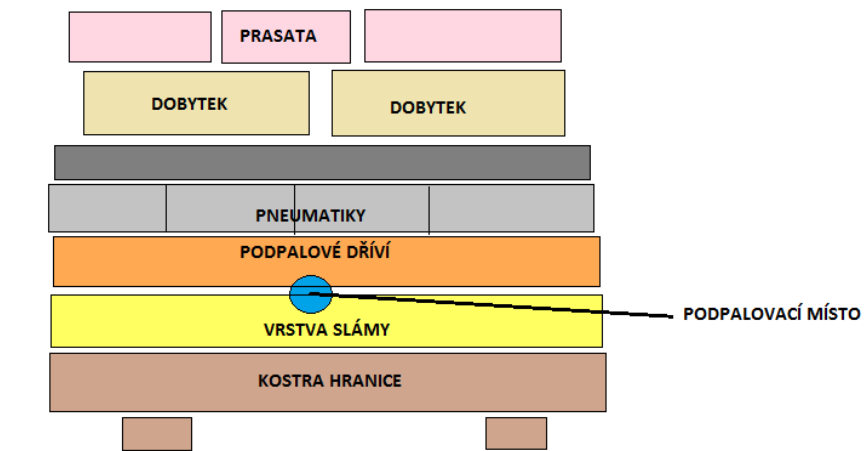 PRASATA
DOBYTEK
DOBYTEK
PNEUMATIKY
PODPALOVÉ DŘÍVÍ
PODPALOVACÍ MÍSTO
VRSTVA SLÁMY
KOSTRA HRANICE